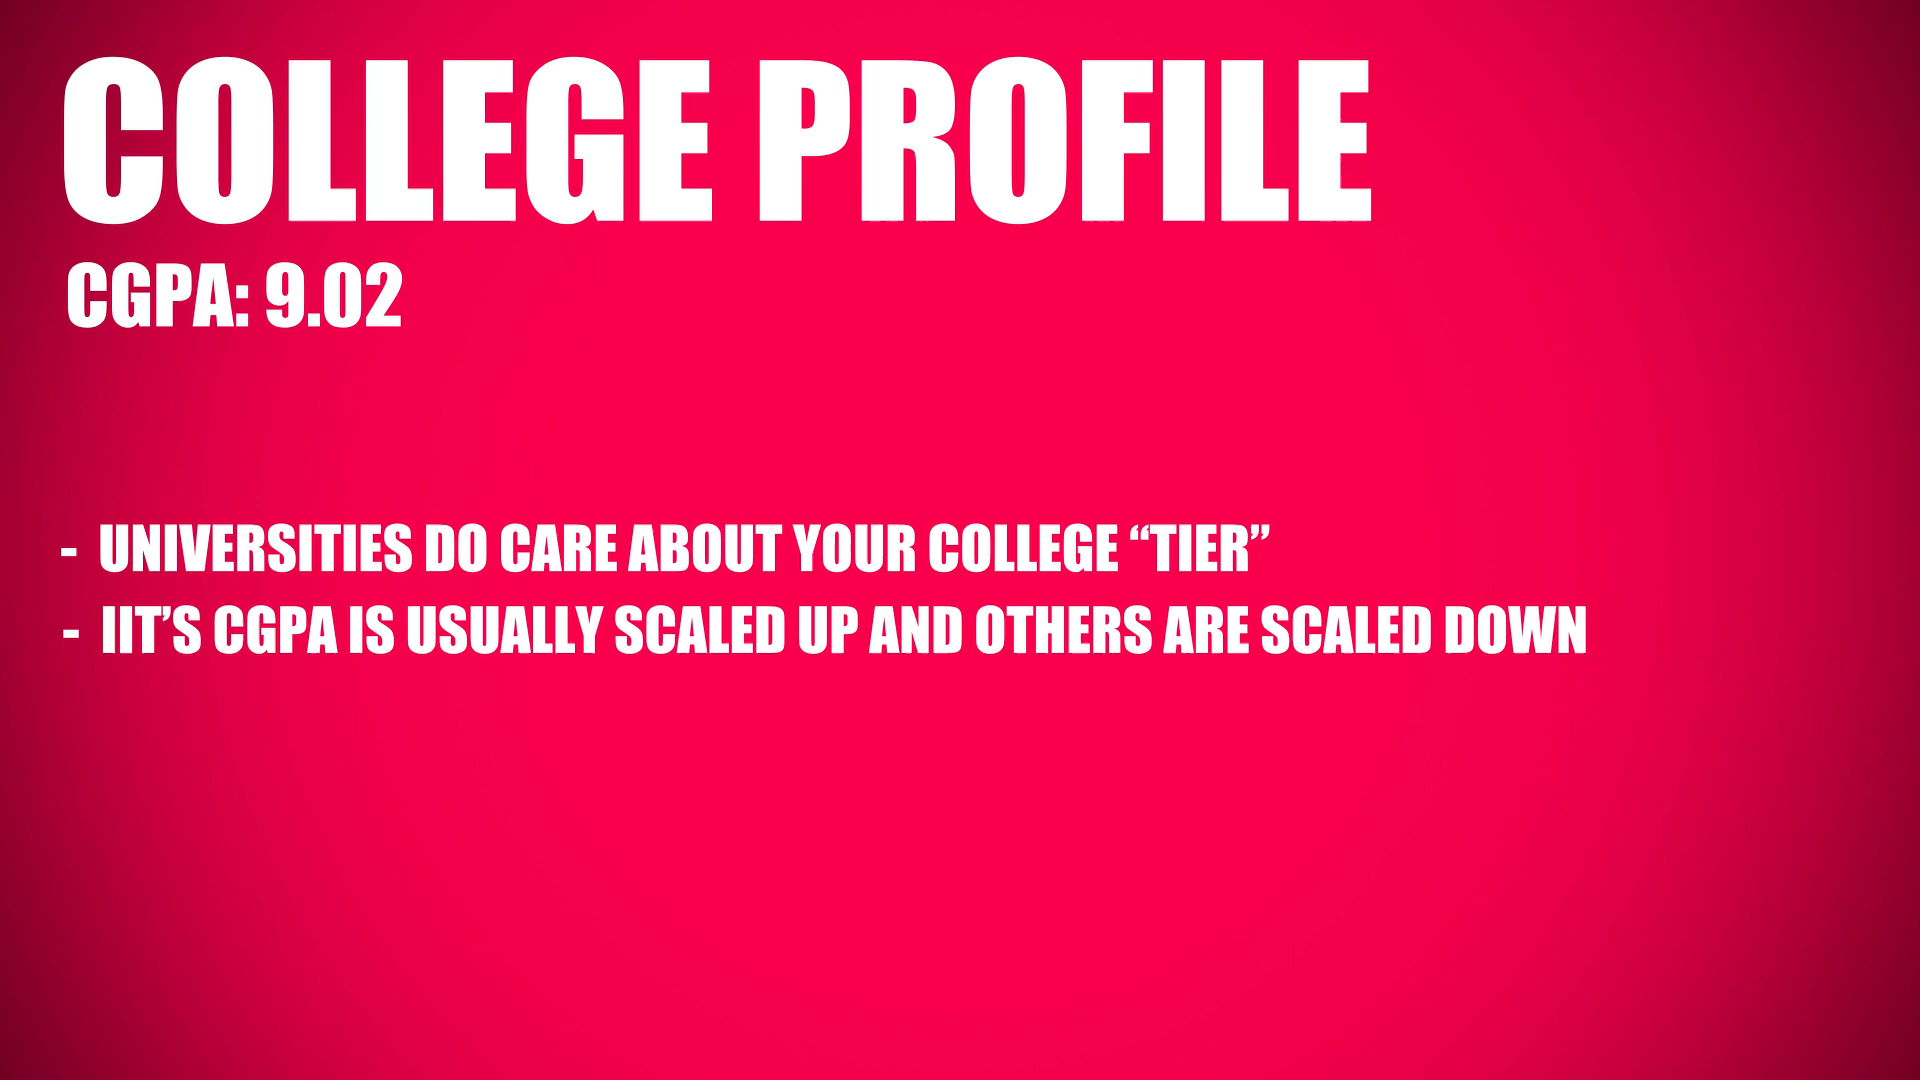 COLLEGE PROFILE
CGPA: 9.02
- UNIVERSITIES DO CARE ABOUT YOUR COLLEGE “TIER”
- IIT’S CGPA IS USUALLY SCALED UP AND OTHERS ARE SCALED DOWN